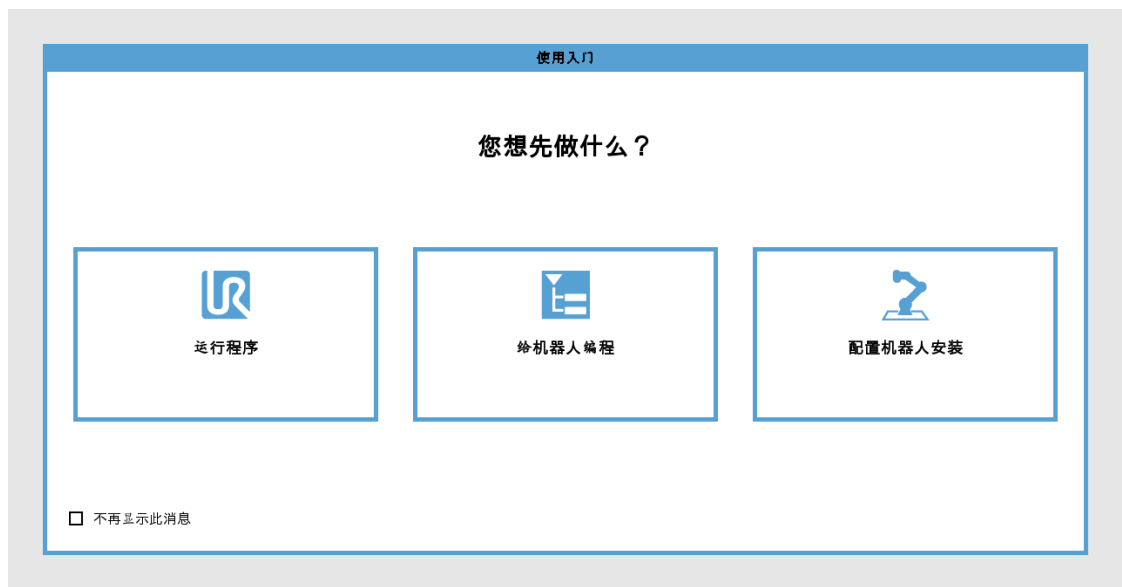 使用入门
您想先做什么？
UR
运行程序
给机器人编程
配置机器人安装
不再显示此消息